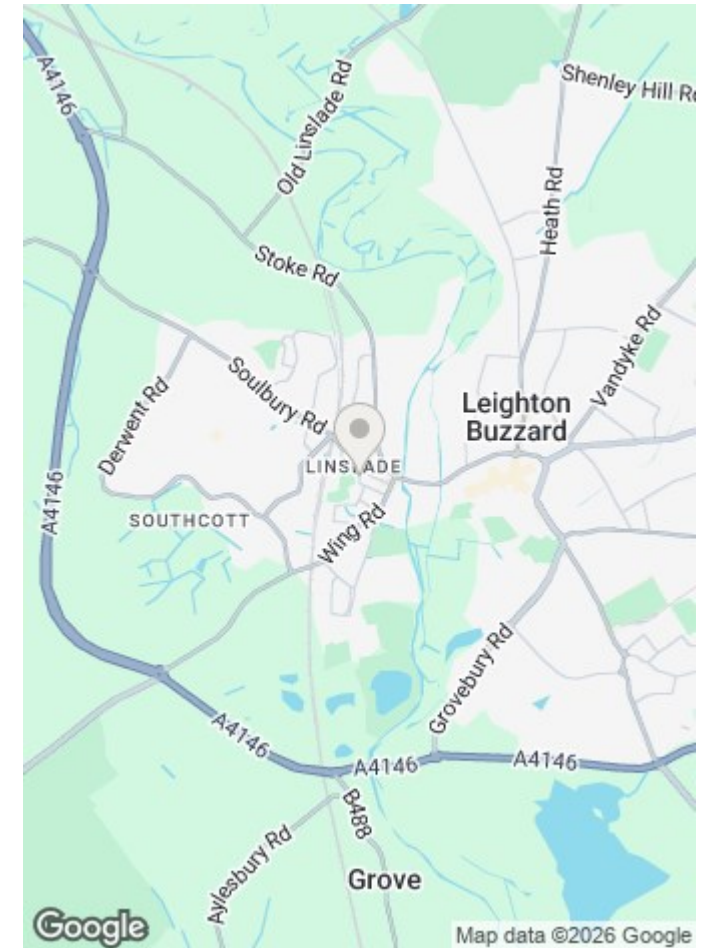 A4146
Old Linslade Rd
Shenley Hill Rd
Heath Rd
Stoke Rd
Vandyke Rd
Soulbury Rd
Derwent Rd
Leighton
Buzzard
LINSLADE
A4146
SOUTHCOTT
Wing Rd
Grovebury Rd
A4146
A4146
A4146
B488
Aylesbury Rd
Grove
Google
Map data ©2026 Google